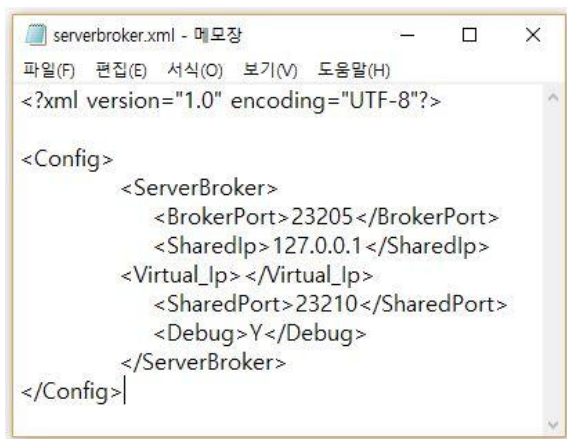 serverbroker.xml - 메모장
파일(F) 편집(E) 서식(O) 보기(V) 도움말(H)
<?xml version="1.0" encoding="UTF-8"?>
<Config>
<ServerBroker>
<BrokerPort>23205</BrokerPort>
<SharedIp>127.0.0.1</SharedIp>
<Virtual_Ip></Virtual_Ip>
<SharedPort>23210</SharedPort>
<Debug>Y</Debug>
</ServerBroker>
</Config>